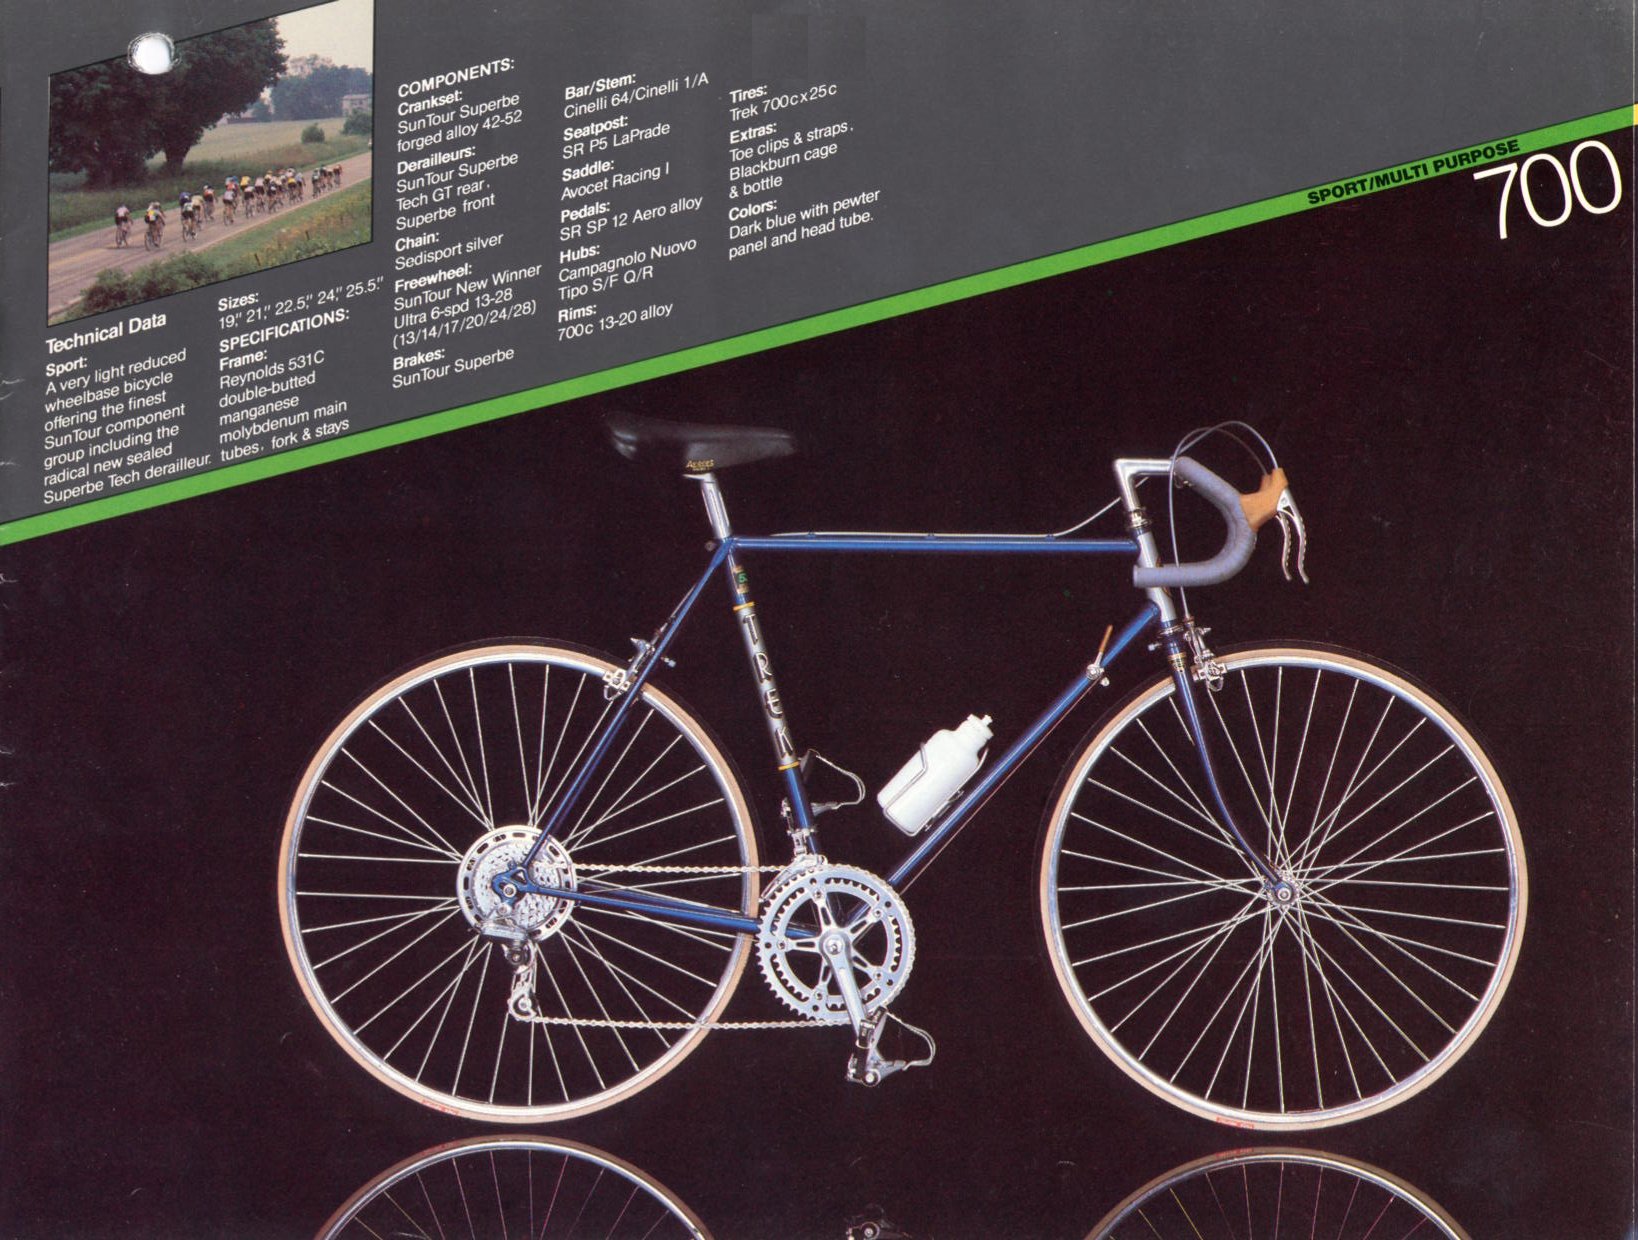 SPORT/MULTI PURPOSE
700
Technical Data
Sport:
A very light reduced
wheelbase bicycle
offering the finest
SunTour component
group including the
radical new sealed
Superbe Tech derailleur.
Sizes:
19," 21," 22.5," 24," 25.5."
SPECIFICATIONS:
Frame:
Reynolds 531C
double-butted
manganese
molybdenum main
tubes, fork & stays
COMPONENTS:
Crankset:
SunTour Superbe
forged alloy 42-52
Derailleurs:
SunTour Superbe
Tech GT rear,
Superbe front
Chain:
Sedisport silver
Freewheel:
SunTour New Winner
Ultra 6-spd 13-28
(13/14/17/20/24/28)
Brakes:
SunTour Superbe
Bar/Stem:
Cinelli 64/Cinelli 1/A
Seatpost:
SR P5 LaPrade
Saddle:
Avocet Racing I
Pedals:
SR SP 12 Aero alloy
Hubs:
Campagnolo Nuovo
Tipo S/F Q/R
Rims:
700c 13-20 alloy
Tires:
Trek 700cx25c
Extras:
Toe clips & straps,
Blackburn cage
& bottle
Colors:
Dark blue with pewter
panel and head tube.
TREK